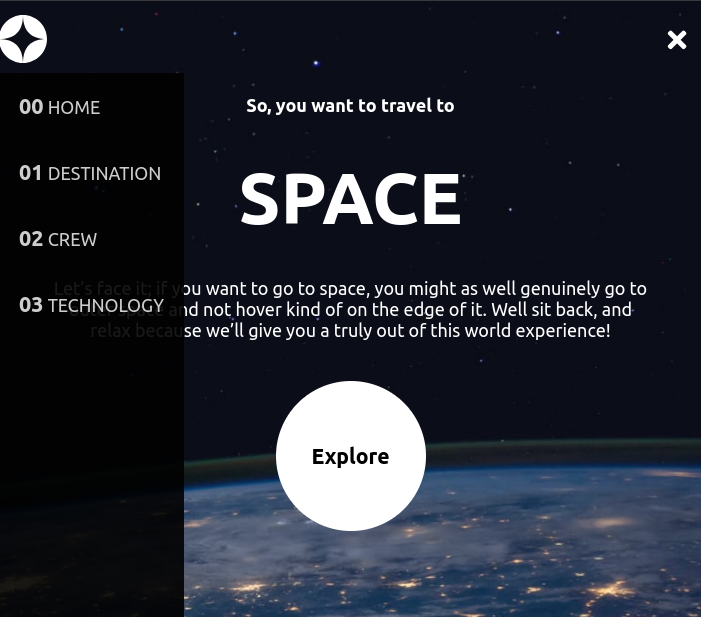 So, you want to travel to
00 HOME
01 DESTINATION
SPACE
02 CREW
03 TECHNOLOGY
Let's face it; if you want to go to space, you might as well genuinely go to
outer space and not hover kind of on the edge of it. Well sit back, and
relax because we’ll give you a truly out of this world experience!
Explore